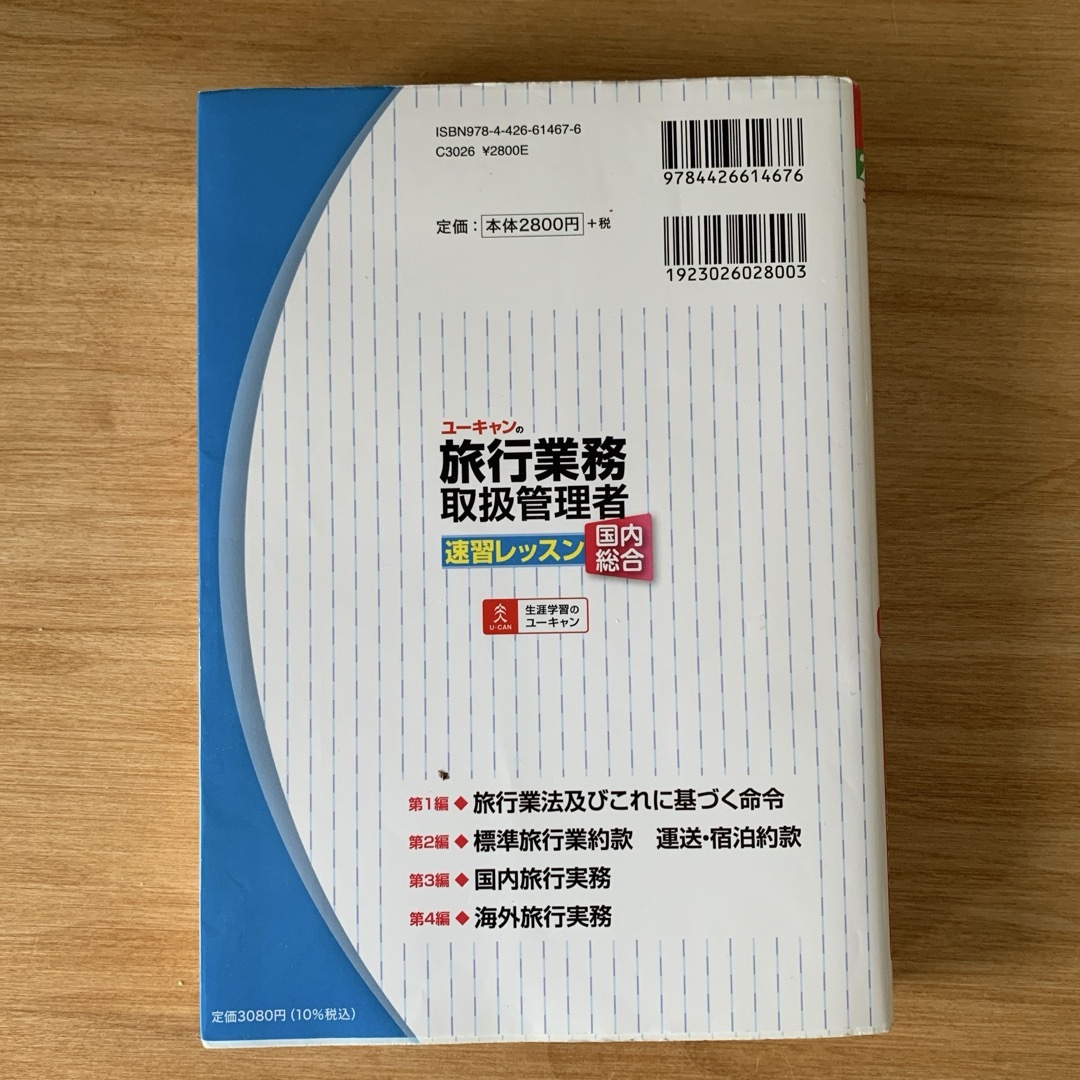 ISBN978-4-426-61467-6
C3026 ¥2800E
9784426614676
定価：本体2800円+税
1923026028003
ユーキャンの
旅行業務
取扱管理者
速習レッスン
国内
総合
U-CAN
生涯学習の
ユーキャン
第1編◆旅行業法及びこれに基づく命令
第2編◆標準旅行業約款　運送・宿泊約款
第3編◆国内旅行実務
第4編◆海外旅行実務
定価3080円（10%税込）